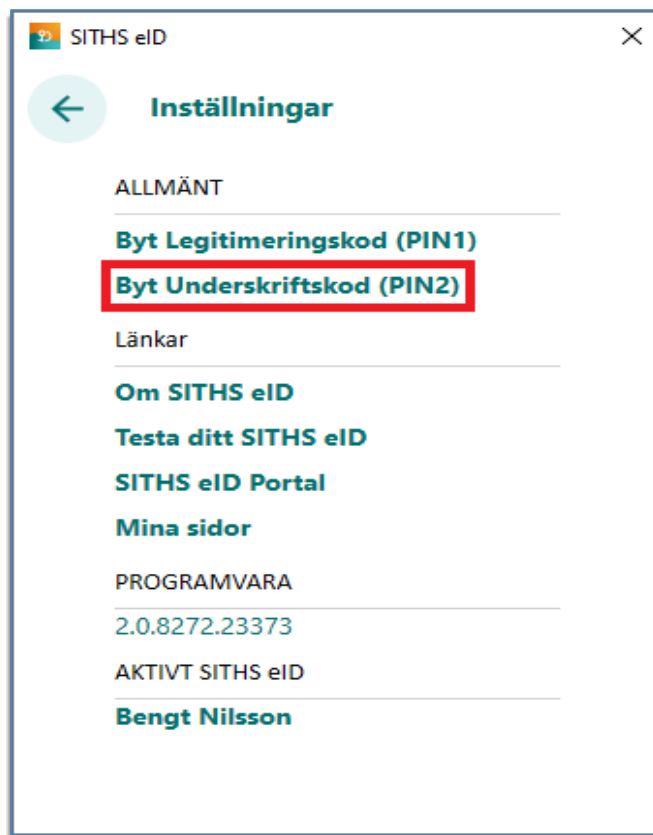 SITHS eID
Inställningar
ALLMÄNT
Byt Legitimeringskod (PIN1)
Byt Underskriftskod (PIN2)
Länkar
Om SITHS eID
Testa ditt SITHS eID
SITHS eID Portal
Mina sidor
PROGRAMVARA
2.0.8272.23373
AKTIVT SITHS eID
Bengt Nilsson